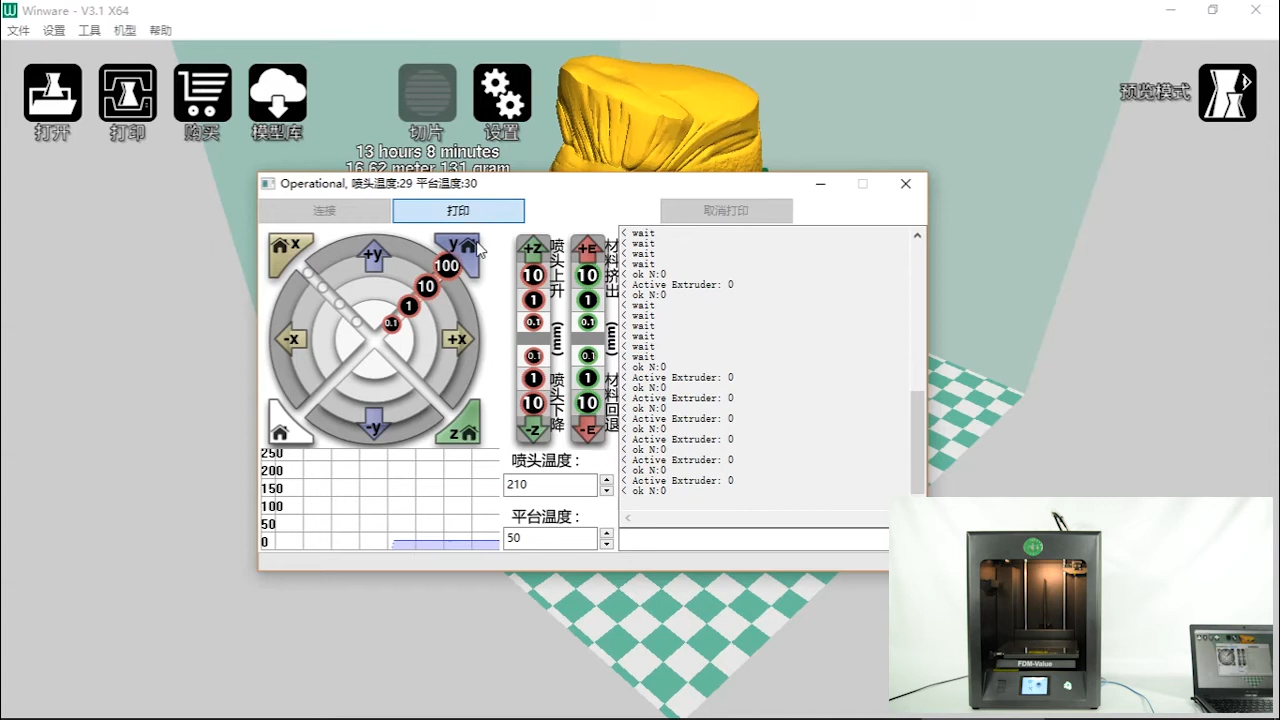 Winware - V3.1 X64
文件 设置 工具 机型 帮助
打开 打印 购买 模型库 切片 设置
预览模式
13 hours 8 minutes
16.62 meter 131 gram
Operational, 喷头温度:29 平台温度:30
连接 打印 取消打印
x
y
+y
100
10
1
0.1
-x
+x
-y
z
+Z
10
1
0.1
0.1
1
10
-Z
喷头上升 (mm) 喷头下降
+E
10
1
0.1
0.1
1
10
-E
材料挤出 (mm) 材料回退
250
200
150
100
50
0
喷头温度：
210
平台温度：
50
< wait
< wait
< wait
< wait
< ok N:0
< Active Extruder: 0
< ok N:0
< wait
< wait
< wait
< wait
< wait
< wait
< ok N:0
< Active Extruder: 0
< ok N:0
< Active Extruder: 0
< ok N:0
< Active Extruder: 0
< ok N:0
< Active Extruder: 0
< ok N:0
< Active Extruder: 0
< ok N:0
< Active Extruder: 0
< ok N:0
FDM-Value